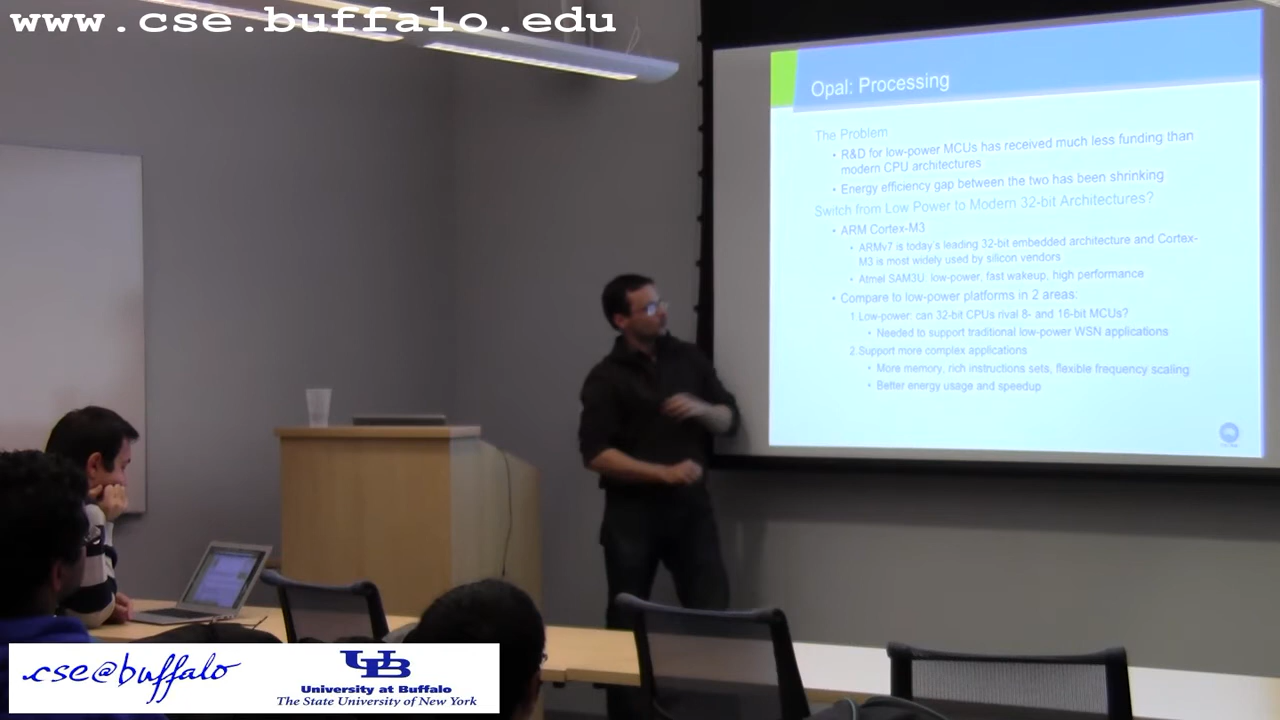 www.cse.buffalo.edu
Opal: Processing
The Problem
• R&D for low-power MCUs has received much less funding than
modern CPU architectures
• Energy efficiency gap between the two has been shrinking
Switch from Low Power to Modern 32-bit Architectures?
• ARM Cortex-M3
• ARMv7 is today's leading 32-bit embedded architecture and Cortex-
M3 is most widely used by silicon vendors
• Atmel SAM3U: low-power, fast wakeup, high performance
• Compare to low-power platforms in 2 areas:
1.Low-power: can 32-bit CPUs rival 8- and 16-bit MCUs?
• Needed to support traditional low-power WSN applications
2.Support more complex applications
• More memory, rich instructions sets, flexible frequency scaling
• Better energy usage and speedup
.cse@buffalo
UB
University at Buffalo
The State University of New York